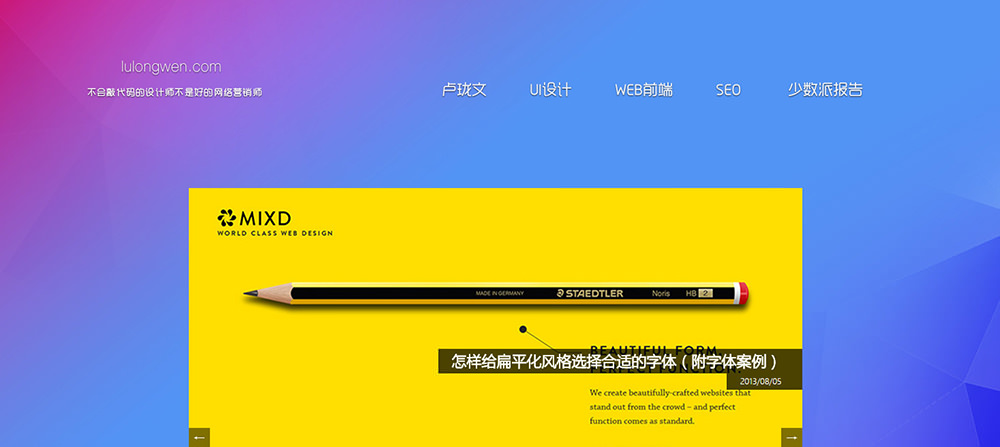 lulongwen.com
不会敲代码的设计师不是好的网络营销师
卢珑文 UI设计 WEB前端 SEO 少数派报告
MIXD
WORLD CLASS WEB DESIGN
MADE IN GERMANY STAEDTLER Noris HB 2
BEAUTIFUL FORM.
PERFECT FUNCTION.
怎样给扁平化风格选择合适的字体（附字体案例）
2013/08/05
We create beautifully-crafted websites that
stand out from the crowd – and perfect
function comes as standard.